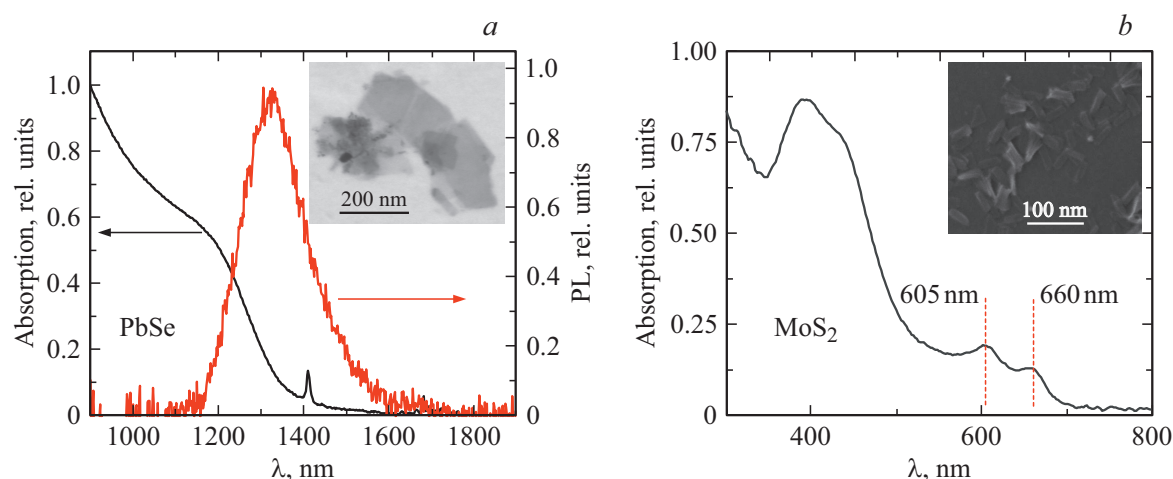 a
Absorption, rel. units
1.0
0.8
0.6
0.4
0.2
0
PbSe
200 nm
1.0
0.8
0.6
0.4
0.2
0
PL, rel. units
1000 1200 1400 1600 1800
λ, nm
b
Absorption, rel. units
1.00
0.75
0.50
0.25
0
100 nm
605 nm 660 nm
MoS₂
400 600 800
λ, nm